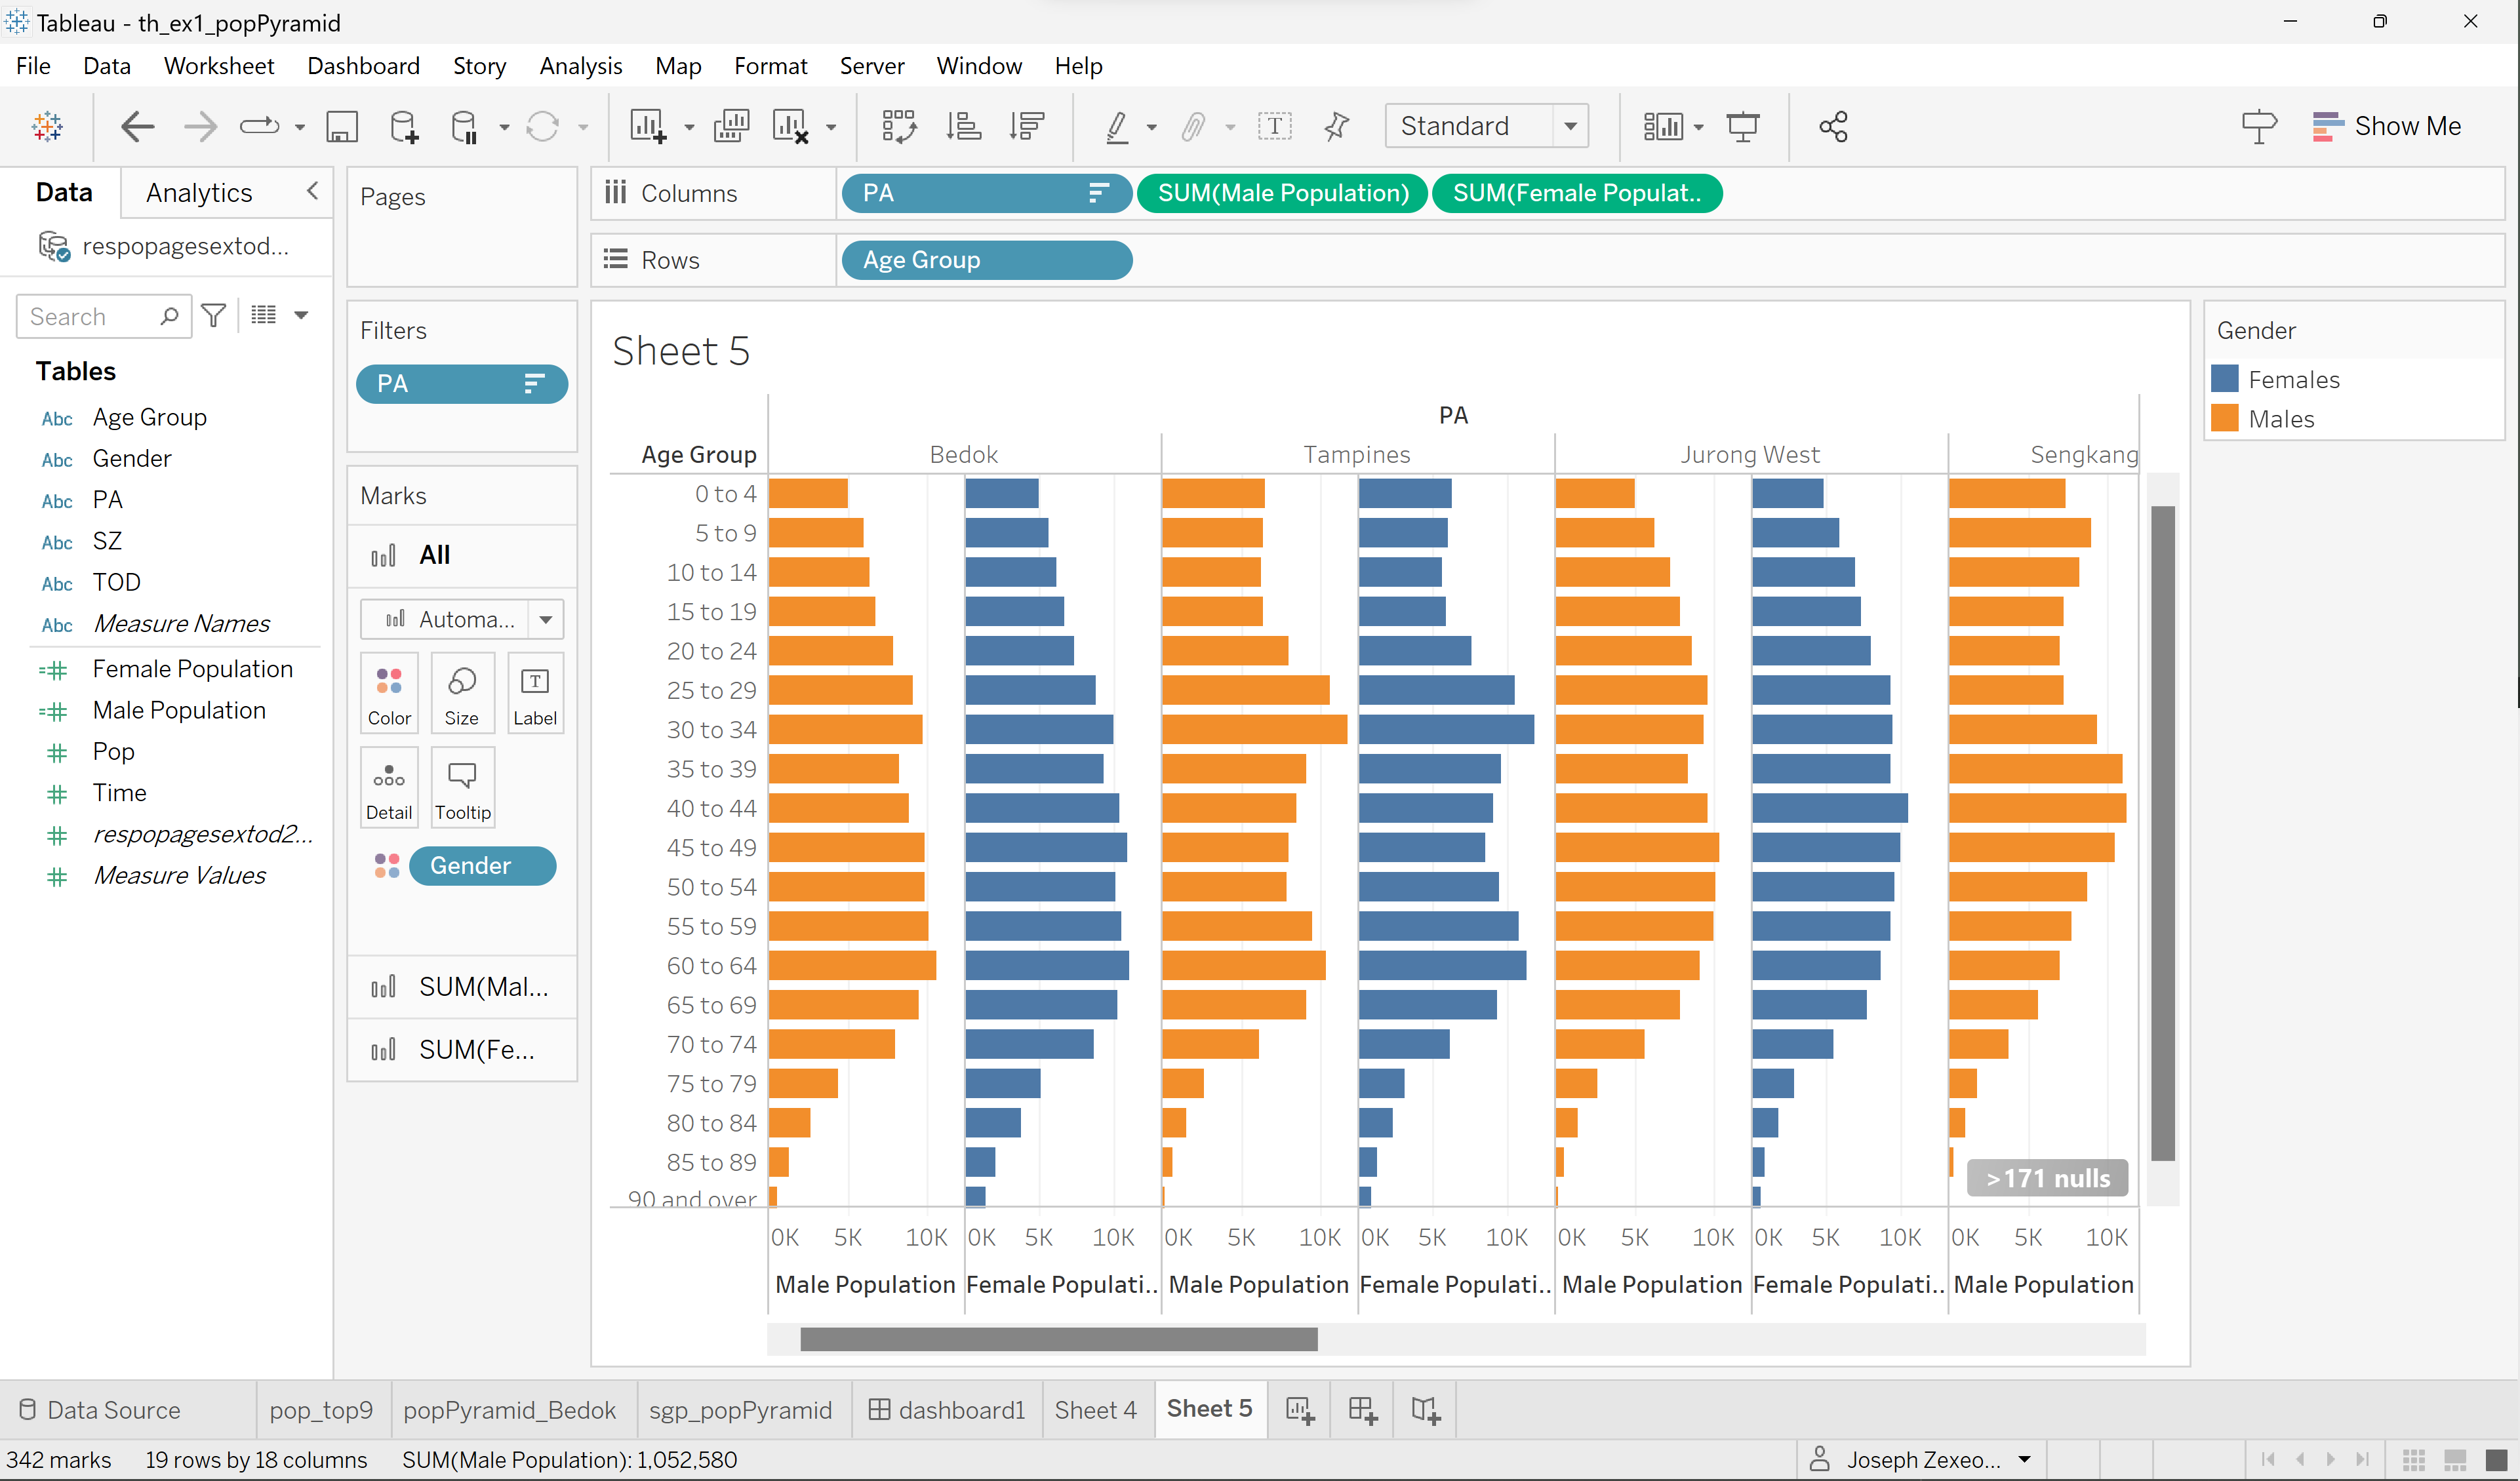 Tableau - th_ex1_popPyramid
File Data Worksheet Dashboard Story Analysis Map Format Server Window Help
Standard
Show Me
Data Analytics
respopagesextod...
Search
Tables
Abc Age Group
Abc Gender
Abc PA
Abc SZ
Abc TOD
Abc Measure Names
Female Population
Male Population
Pop
Time
respopagesextod2...
Measure Values
Pages
Filters
PA
Marks
All
Automa...
Color Size Label
Detail Tooltip
Gender
SUM(Mal...
SUM(Fe...
Columns PA SUM(Male Population) SUM(Female Populat..
Rows Age Group
Sheet 5
PA
Age Group Bedok Tampines Jurong West Sengkang
0 to 4
5 to 9
10 to 14
15 to 19
20 to 24
25 to 29
30 to 34
35 to 39
40 to 44
45 to 49
50 to 54
55 to 59
60 to 64
65 to 69
70 to 74
75 to 79
80 to 84
85 to 89
90 and over
>171 nulls
0K 5K 10K 0K 5K 10K 0K 5K 10K 0K 5K 10K 0K 5K 10K 0K 5K 10K 0K 5K 10K
Male Population Female Populati.. Male Population Female Populati.. Male Population Female Populati.. Male Population
Gender
Females
Males
Data Source pop_top9 popPyramid_Bedok sgp_popPyramid dashboard1 Sheet 4 Sheet 5
342 marks 19 rows by 18 columns SUM(Male Population): 1,052,580 Joseph Zexeo...